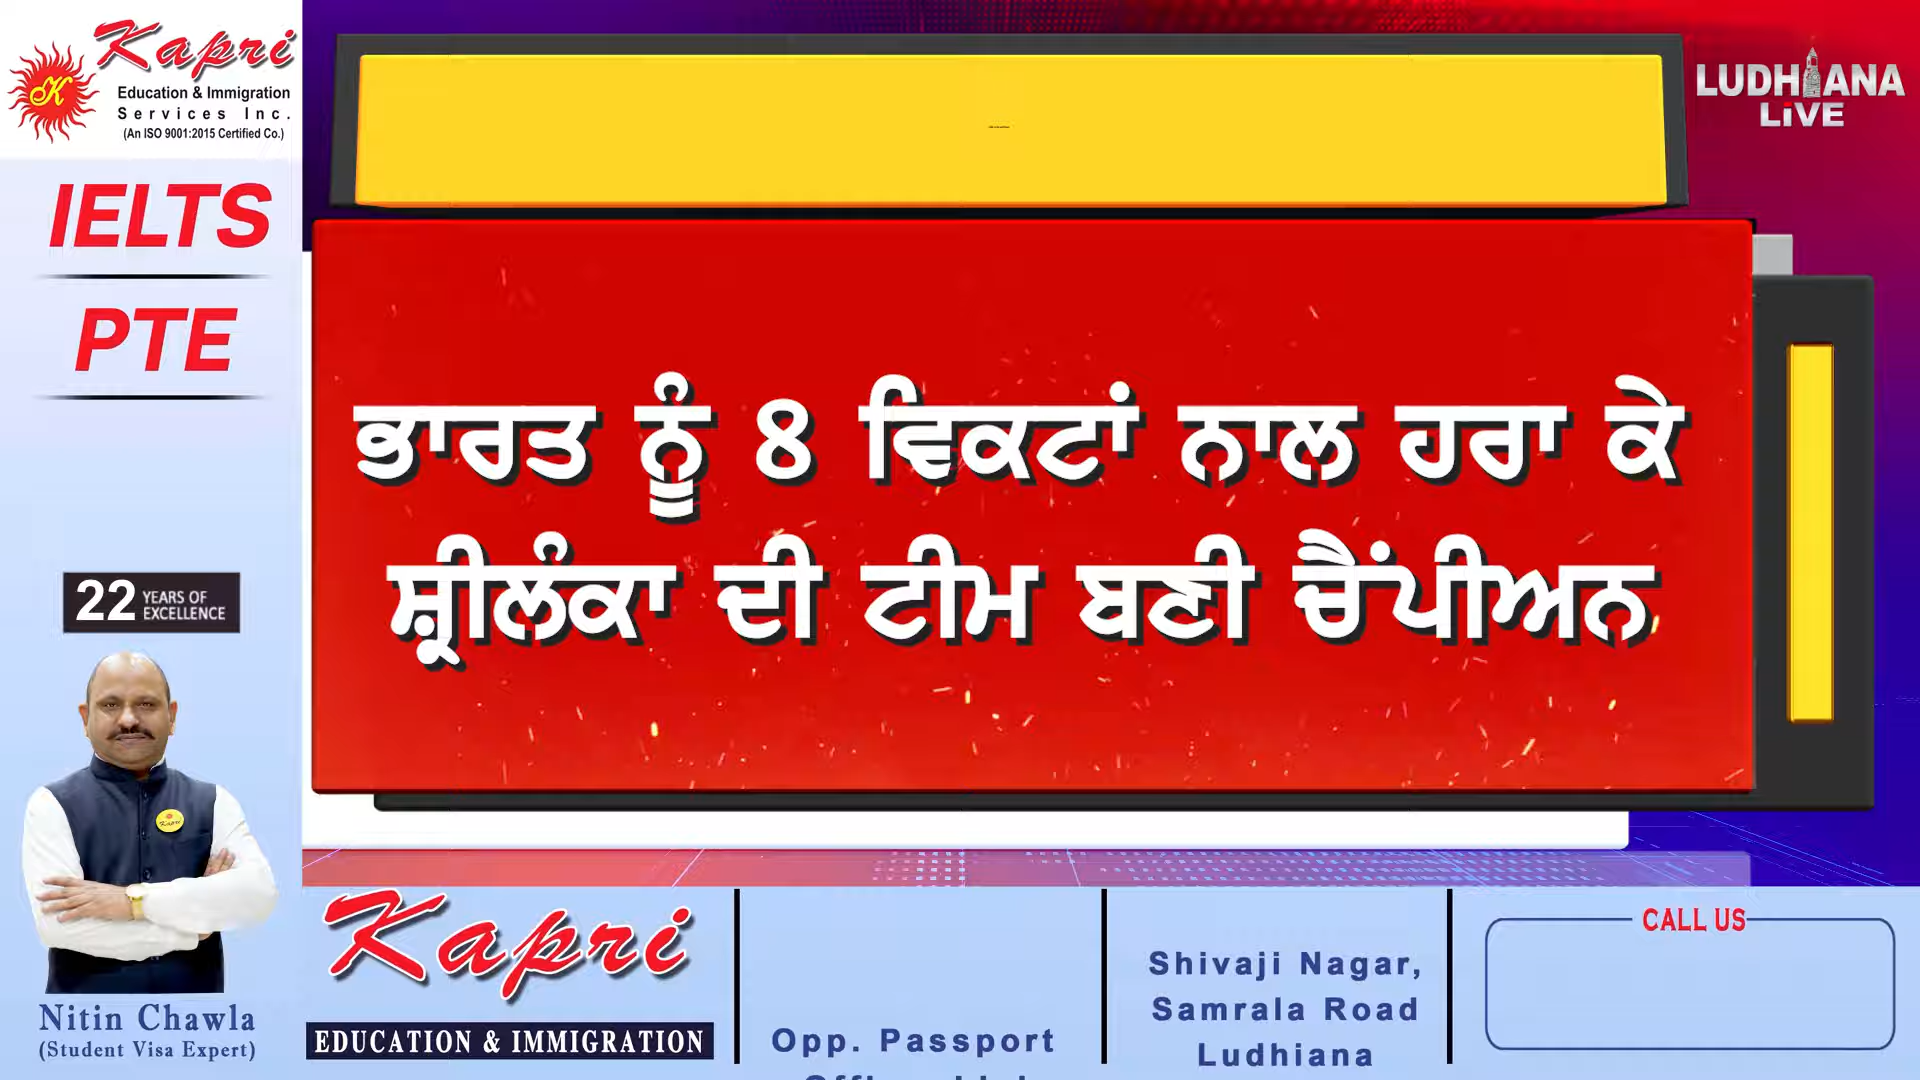 Kapri
Education & Immigration
Services Inc.
(An ISO 9001:2015 Certified Co.)
K
IELTS
PTE
22 YEARS OF
EXCELLENCE
Kapri
Nitin Chawla
(Student Visa Expert)
LUDHIANA
LiVE
ਭਾਰਤ ਨੂੰ 8 ਵਿਕਟਾਂ ਨਾਲ ਹਰਾ ਕੇ
ਸ਼੍ਰੀਲੰਕਾ ਦੀ ਟੀਮ ਬਣੀ ਚੈਂਪੀਅਨ
Kapri
EDUCATION & IMMIGRATION
Opp. Passport
Shivaji Nagar,
Samrala Road
Ludhiana
CALL US